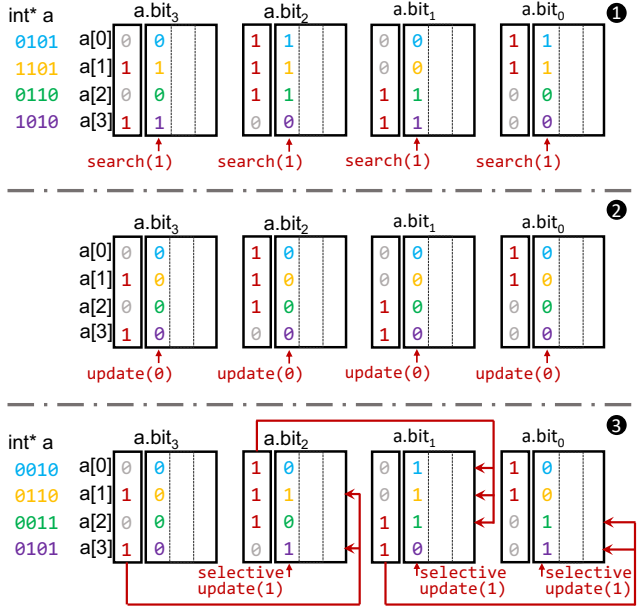 a.bit3 a.bit2 a.bit1 a.bit0 1
int* a
0101 a[0] 0 0 1 1 0 0 1 1
1101 a[1] 1 1 1 1 0 0 1 1
0110 a[2] 0 0 1 1 1 1 0 0
1010 a[3] 1 1 0 0 1 1 0 0
search(1) search(1) search(1) search(1)
2
a.bit3 a.bit2 a.bit1 a.bit0
a[0] 0 0 1 0 0 0 1 0
a[1] 1 0 1 0 0 0 1 0
a[2] 0 0 1 0 1 0 0 0
a[3] 1 0 0 0 1 0 0 0
update(0) update(0) update(0) update(0)
3
int* a a.bit3 a.bit2 a.bit1 a.bit0
0010 a[0] 0 0 1 0 0 1 1 0
0110 a[1] 1 0 1 1 0 1 1 0
0011 a[2] 0 0 1 0 1 1 0 1
0101 a[3] 1 0 0 1 1 0 0 1
selective selective selective
update(1) update(1) update(1)